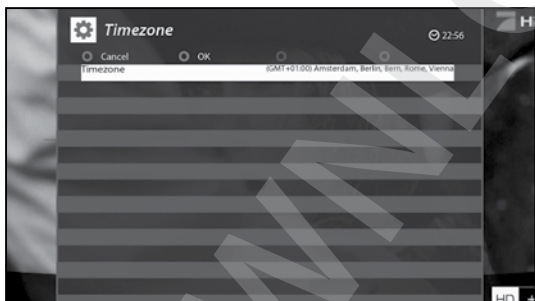 Timezone
22:56
Cancel OK
Timezone (GMT+01:00) Amsterdam, Berlin, Bern, Rome, Vienna
HD +